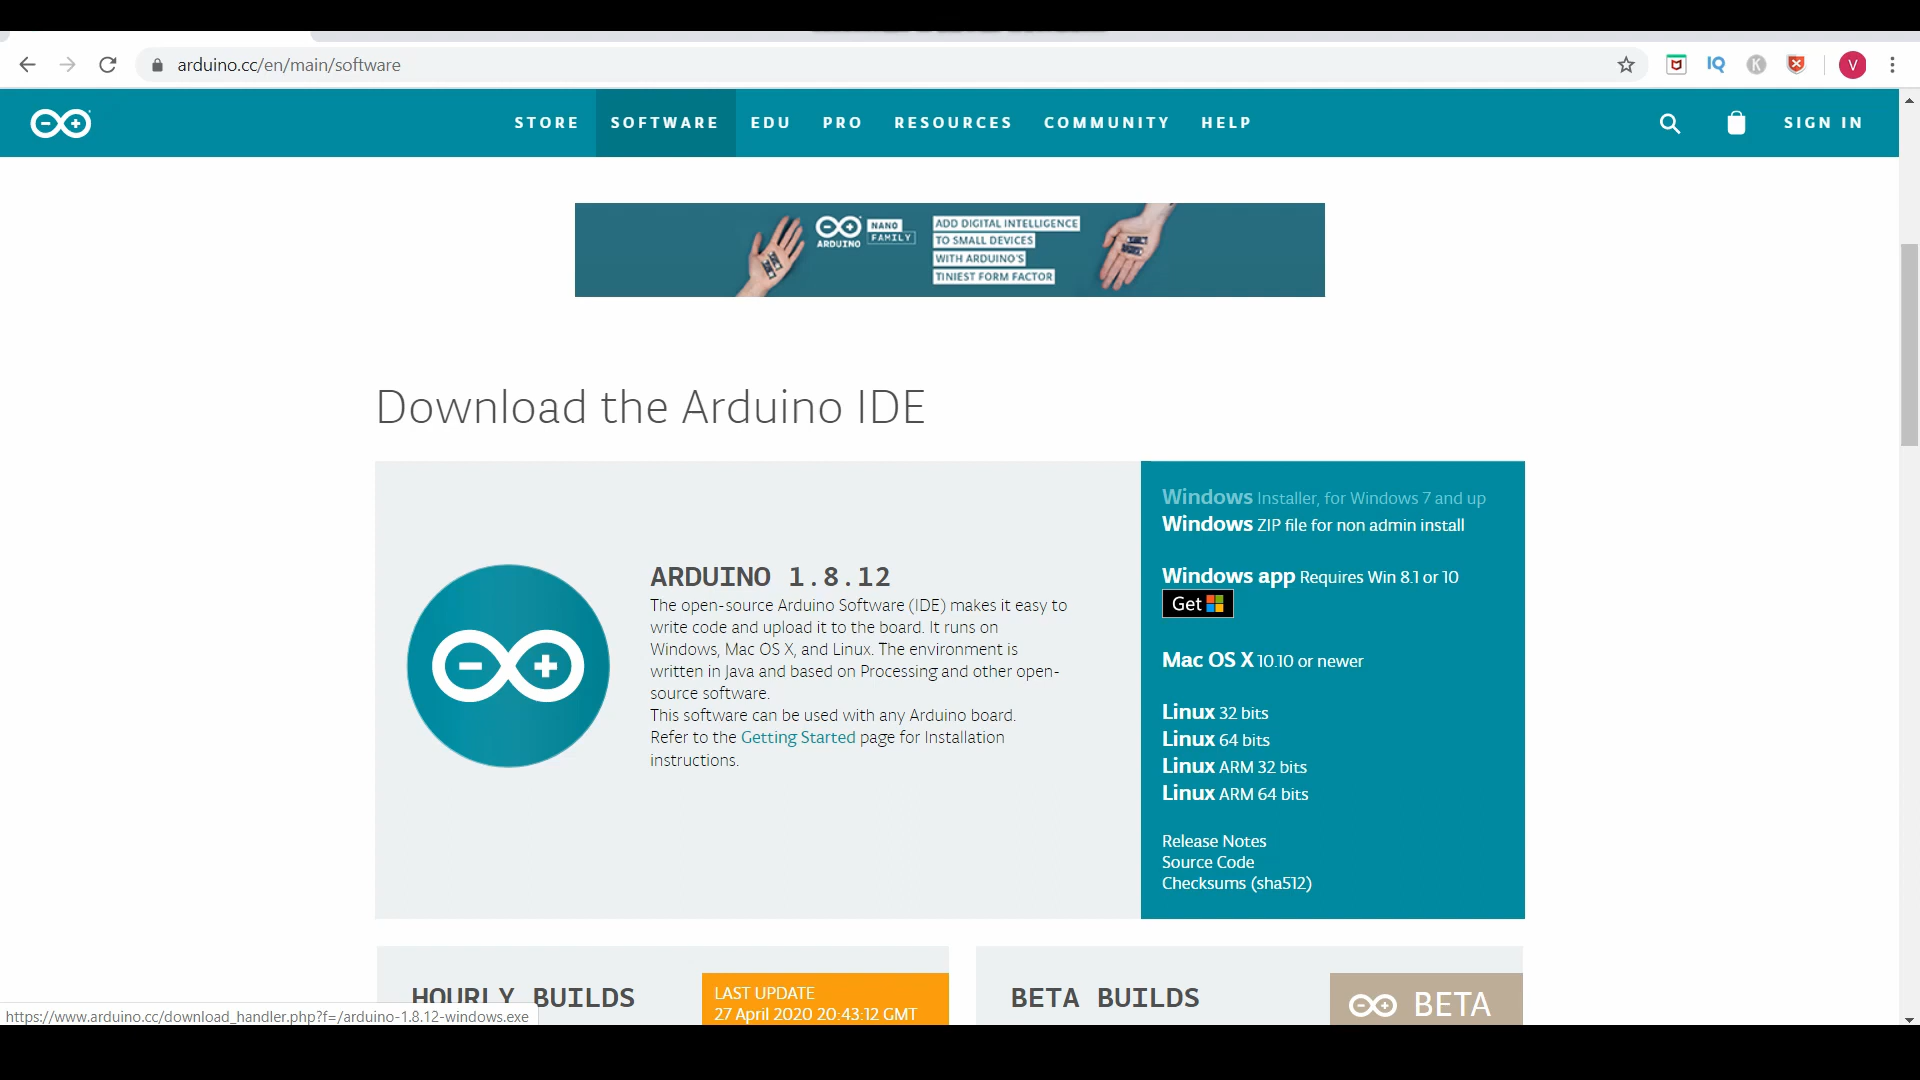 arduino.cc/en/main/software
IQ
K
V
STORE SOFTWARE EDU PRO RESOURCES COMMUNITY HELP SIGN IN
ARDUINO
NANO
FAMILY
ADD DIGITAL INTELLIGENCE
TO SMALL DEVICES
WITH ARDUINO'S
TINIEST FORM FACTOR
Download the Arduino IDE
ARDUINO 1.8.12
The open-source Arduino Software (IDE) makes it easy to
write code and upload it to the board. It runs on
Windows, Mac OS X, and Linux. The environment is
written in Java and based on Processing and other open-
source software.
This software can be used with any Arduino board.
Refer to the Getting Started page for Installation
instructions.
Windows Installer, for Windows 7 and up
Windows ZIP file for non admin install
Windows app Requires Win 8.1 or 10
Get
Mac OS X 10.10 or newer
Linux 32 bits
Linux 64 bits
Linux ARM 32 bits
Linux ARM 64 bits
Release Notes
Source Code
Checksums (sha512)
HOURLY BUILDS
LAST UPDATE
27 April 2020 20:43:12 GMT
BETA BUILDS
BETA
https://www.arduino.cc/download_handler.php?f=/arduino-1.8.12-windows.exe